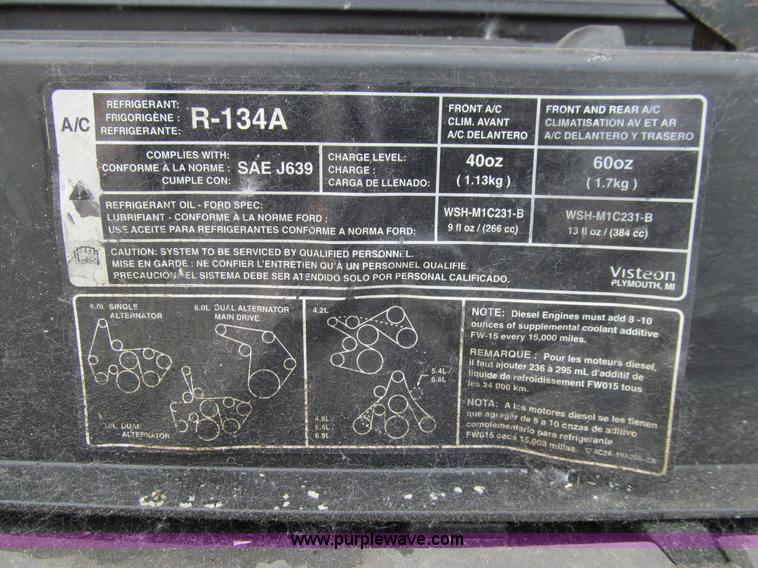 A/C
REFRIGERANT:
FRIGORIGÈNE :
REFRIGERANTE:
R-134A
FRONT A/C
CLIM. AVANT
A/C DELANTERO
FRONT AND REAR A/C
CLIMATISATION AV ET AR
A/C DELANTERO Y TRASERO
COMPLIES WITH:
CONFORME À LA NORME :
CUMPLE CON:
SAE J639
CHARGE LEVEL:
CHARGE :
CARGA DE LLENADO:
40oz
(1.13kg)
60oz
(1.7kg)
REFRIGERANT OIL - FORD SPEC:
LUBRIFIANT - CONFORME À LA NORME FORD :
USE ACEITE PARA REFRIGERANTES CONFORME A NORMA FORD:
WSH-M1C231-B
9 fl oz/(266 cc)
WSH-M1C231-B
13 fl oz/(384 cc)
CAUTION: SYSTEM TO BE SERVICED BY QUALIFIED PERSONNEL.
MISE EN GARDE : NE CONFIER L'ENTRETIEN QU'À UN PERSONNEL QUALIFIÉ.
PRECAUCIÓN: EL SISTEMA DEBE SER ATENDIDO SOLO POR PERSONAL CALIFICADO.
Visteon
PLYMOUTH, MI
6.0L SINGLE
ALTERNATOR
6.0L DUAL ALTERNATOR
MAIN DRIVE
4.2L
5.4L/
6.8L
DUAL
ALTERNATOR
4.6L/
5.4L/
6.8L
NOTE: Diesel Engines must add 8 -10
ounces of supplemental coolant additive
FW-15 every 15,000 miles.
REMARQUE : Pour les moteurs diesel,
il faut ajouter 236 à 295 mL d'additif de
liquide de refroidissement FW015 tous
les 24 000 km.
NOTA: A los motores diesel se les tienen
que agregar de 8 a 10 onzas de aditivo
complementario para refrigerante
FW015 cada 15,000 millas.
www.purplewave.com